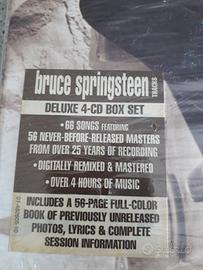 bruce springsteen
TRACKS
DELUXE 4-CD BOX SET
• 66 SONGS FEATURING
56 NEVER-BEFORE-RELEASED MASTERS
FROM OVER 25 YEARS OF RECORDING
• DIGITALLY REMIXED & MASTERED
• OVER 4 HOURS OF MUSIC
INCLUDES A 56-PAGE FULL-COLOR
BOOK OF PREVIOUSLY UNRELEASED
PHOTOS, LYRICS & COMPLETE
SESSION INFORMATION